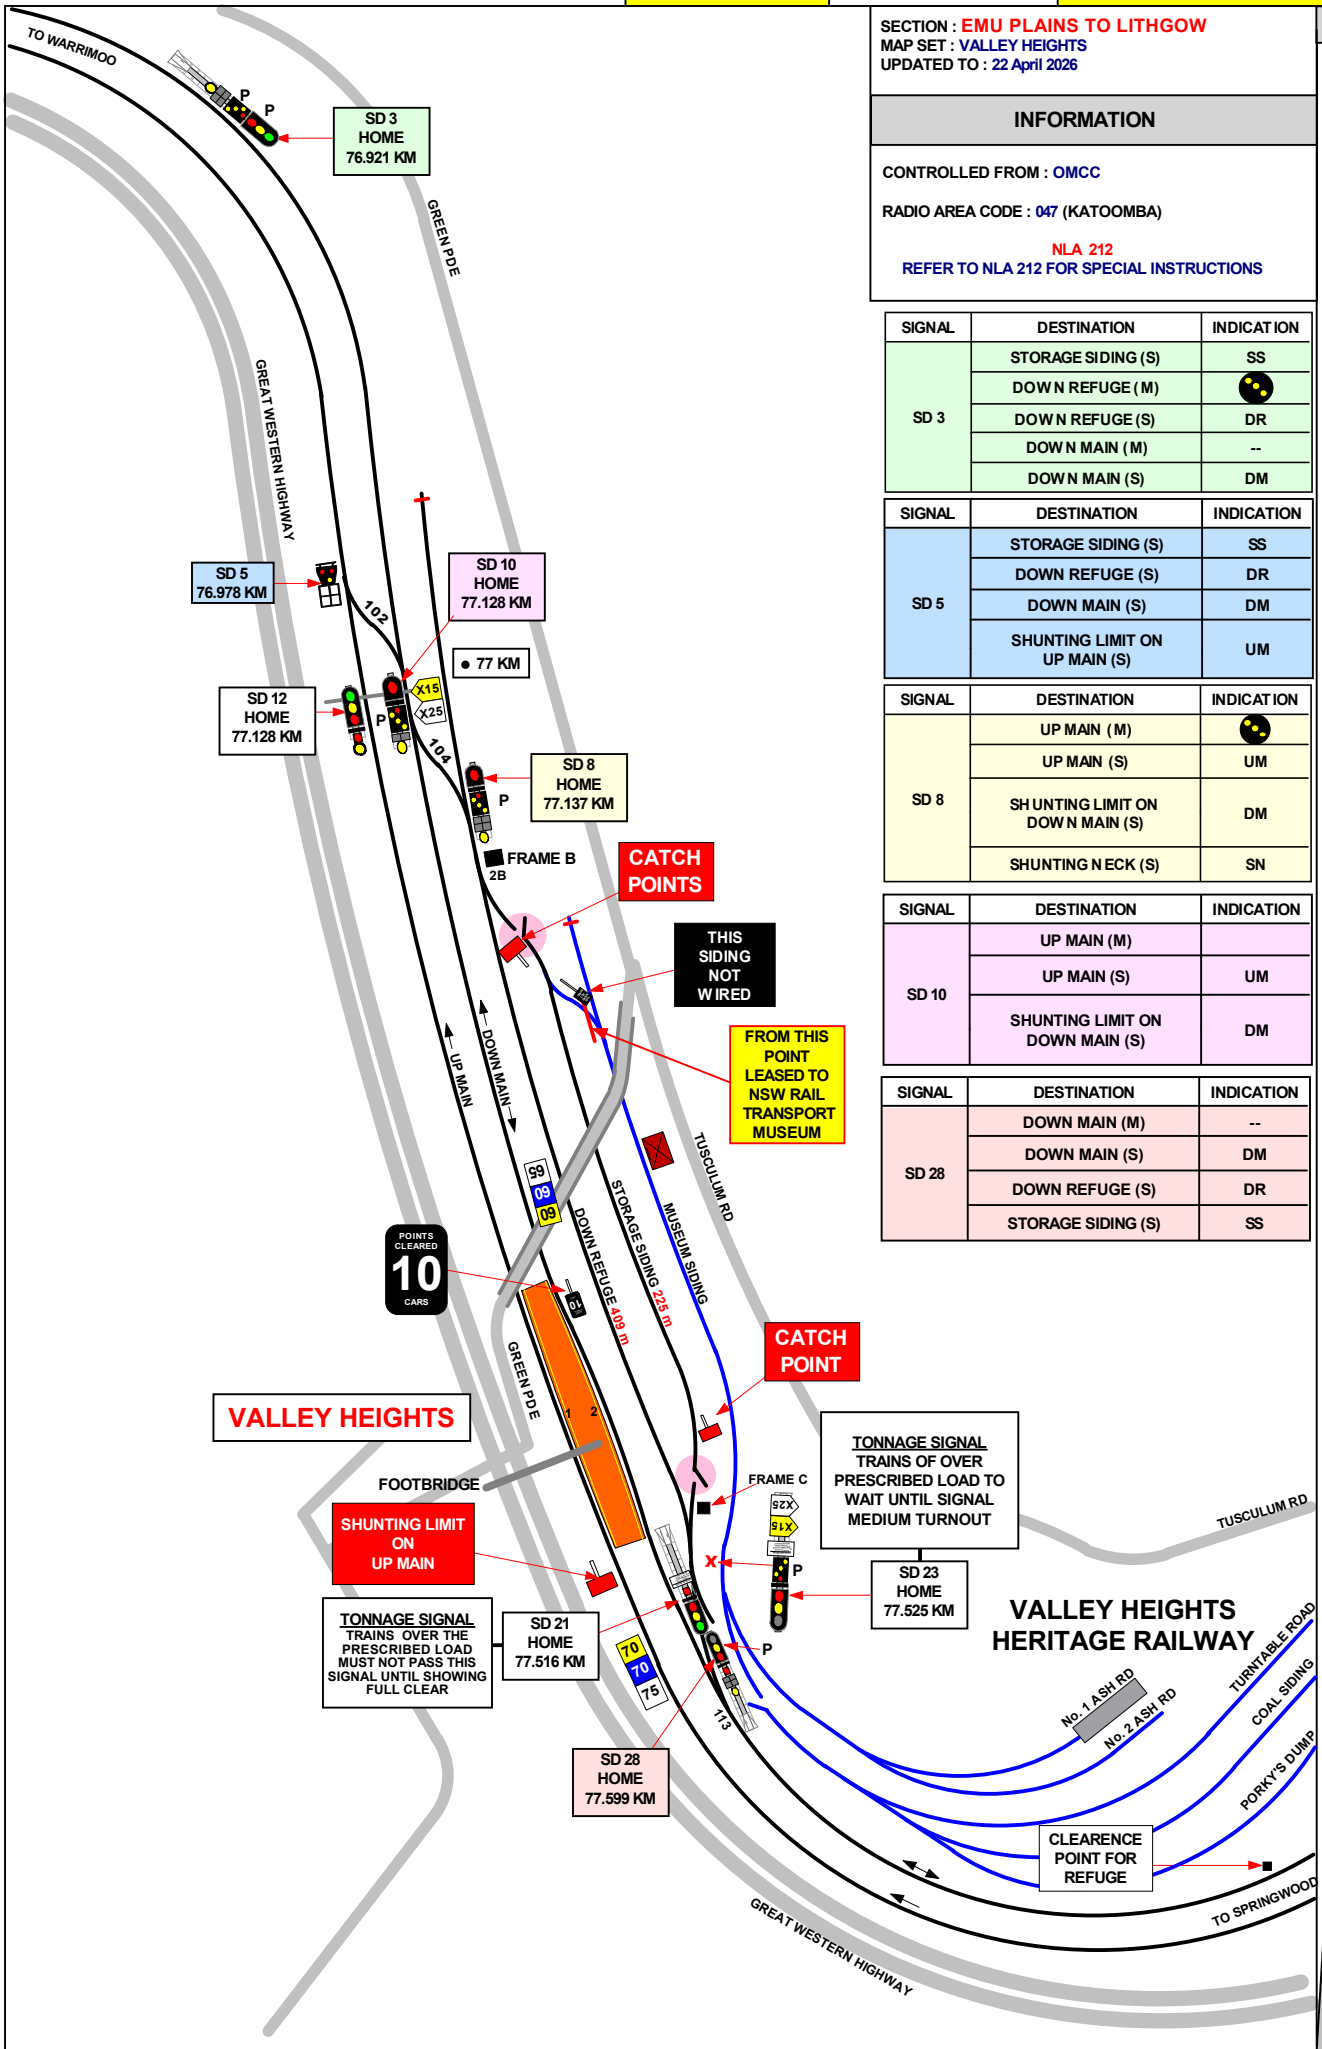 SECTION : EMU PLAINS TO LITHGOW
MAP SET : VALLEY HEIGHTS
UPDATED TO : 22 April 2026
INFORMATION
CONTROLLED FROM : OMCC
RADIO AREA CODE : 047 (KATOOMBA)
NLA 212
REFER TO NLA 212 FOR SPECIAL INSTRUCTIONS
SIGNAL DESTINATION INDICATION
SD 3
STORAGE SIDING (S) SS
DOWN REFUGE (M)
DOWN REFUGE (S) DR
DOWN MAIN (M) --
DOWN MAIN (S) DM
SIGNAL DESTINATION INDICATION
SD 5
STORAGE SIDING (S) SS
DOWN REFUGE (S) DR
DOWN MAIN (S) DM
SHUNTING LIMIT ON
UP MAIN (S) UM
SIGNAL DESTINATION INDICATION
SD 8
UP MAIN (M)
UP MAIN (S) UM
SHUNTING LIMIT ON
DOWN MAIN (S) DM
SHUNTING NECK (S) SN
SIGNAL DESTINATION INDICATION
SD 10
UP MAIN (M)
UP MAIN (S) UM
SHUNTING LIMIT ON
DOWN MAIN (S) DM
SIGNAL DESTINATION INDICATION
SD 28
DOWN MAIN (M) --
DOWN MAIN (S) DM
DOWN REFUGE (S) DR
STORAGE SIDING (S) SS
TO WARRIMOO
P
P
SD 3
HOME
76.921 KM
GREEN PDE
GREAT WESTERN HIGHWAY
SD 5
76.978 KM
102
SD 10
HOME
77.128 KM
77 KM
SD 12
HOME
77.128 KM
P
X15
X25
104
SD 8
HOME
77.137 KM
P
FRAME B
2B
CATCH
POINTS
THIS
SIDING
NOT
WIRED
FROM THIS
POINT
LEASED TO
NSW RAIL
TRANSPORT
MUSEUM
UP MAIN
DOWN MAIN
65
60
60
TUSCULUM RD
STORAGE SIDING 225 m
DOWN REFUGE 409 m
MUSEUM SIDING
POINTS
CLEARED
10
CARS
10
GREEN PDE
1 2
VALLEY HEIGHTS
FOOTBRIDGE
CATCH
POINT
FRAME C
X25
X15
P
X
TONNAGE SIGNAL
TRAINS OF OVER
PRESCRIBED LOAD TO
WAIT UNTIL SIGNAL
MEDIUM TURNOUT
SD 23
HOME
77.525 KM
TUSCULUM RD
SHUNTING LIMIT
ON
UP MAIN
TONNAGE SIGNAL
TRAINS OVER THE
PRESCRIBED LOAD
MUST NOT PASS THIS
SIGNAL UNTIL SHOWING
FULL CLEAR
SD 21
HOME
77.516 KM
70
70
75
P
113
SD 28
HOME
77.599 KM
VALLEY HEIGHTS
HERITAGE RAILWAY
No. 1 ASH RD
No. 2 ASH RD
TURNTABLE ROAD
COAL SIDING
PORKY'S DUMP
CLEARENCE
POINT FOR
REFUGE
TO SPRINGWOOD
GREAT WESTERN HIGHWAY